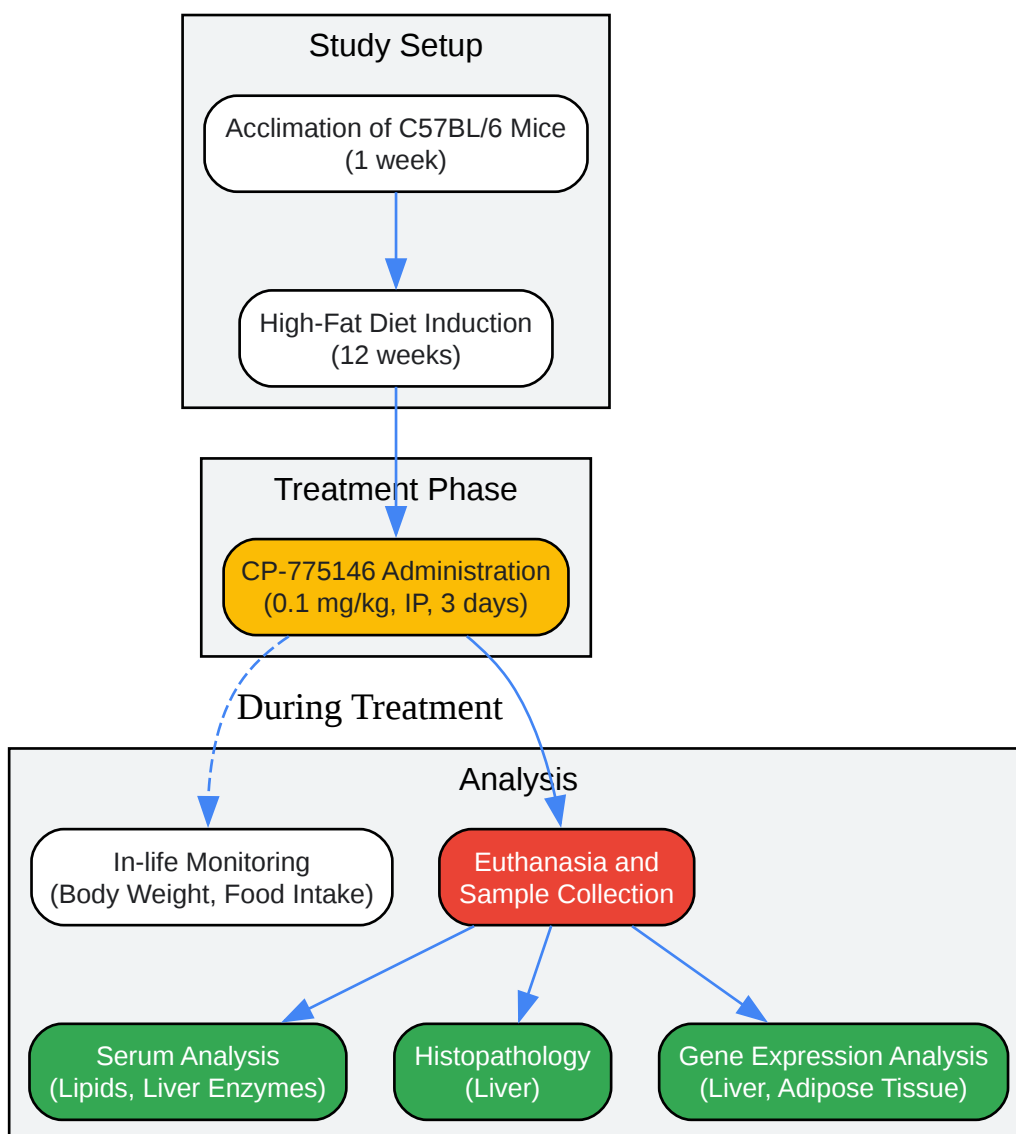 Study Setup
Acclimation of C57BL/6 Mice
(1 week)
High-Fat Diet Induction
(12 weeks)
Treatment Phase
CP-775146 Administration
(0.1 mg/kg, IP, 3 days)
During Treatment
Analysis
In-life Monitoring
(Body Weight, Food Intake)
Euthanasia and
Sample Collection
Serum Analysis
(Lipids, Liver Enzymes)
Histopathology
(Liver)
Gene Expression Analysis
(Liver, Adipose Tissue)